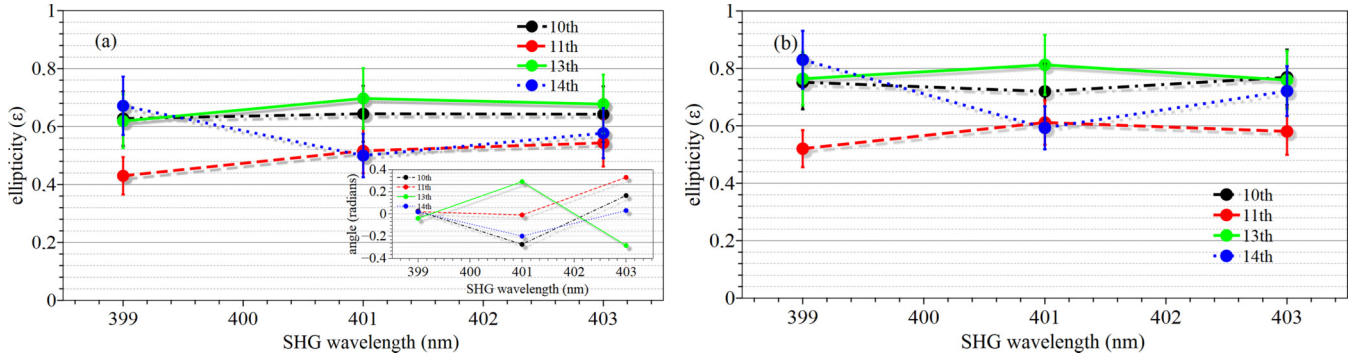 (a)
10th
11th
13th
14th
1
0.8
0.6
0.4
0.2
0
ellipticity (ε)
399
400
401
402
403
SHG wavelength (nm)
0.4
0.2
0
−0.2
−0.4
angle (radians)
10th
11th
13th
14th
399
400
401
402
403
SHG wavelength (nm)
(b)
1
0.8
0.6
0.4
0.2
0
ellipticity (ε)
10th
11th
13th
14th
399
400
401
402
403
SHG wavelength (nm)